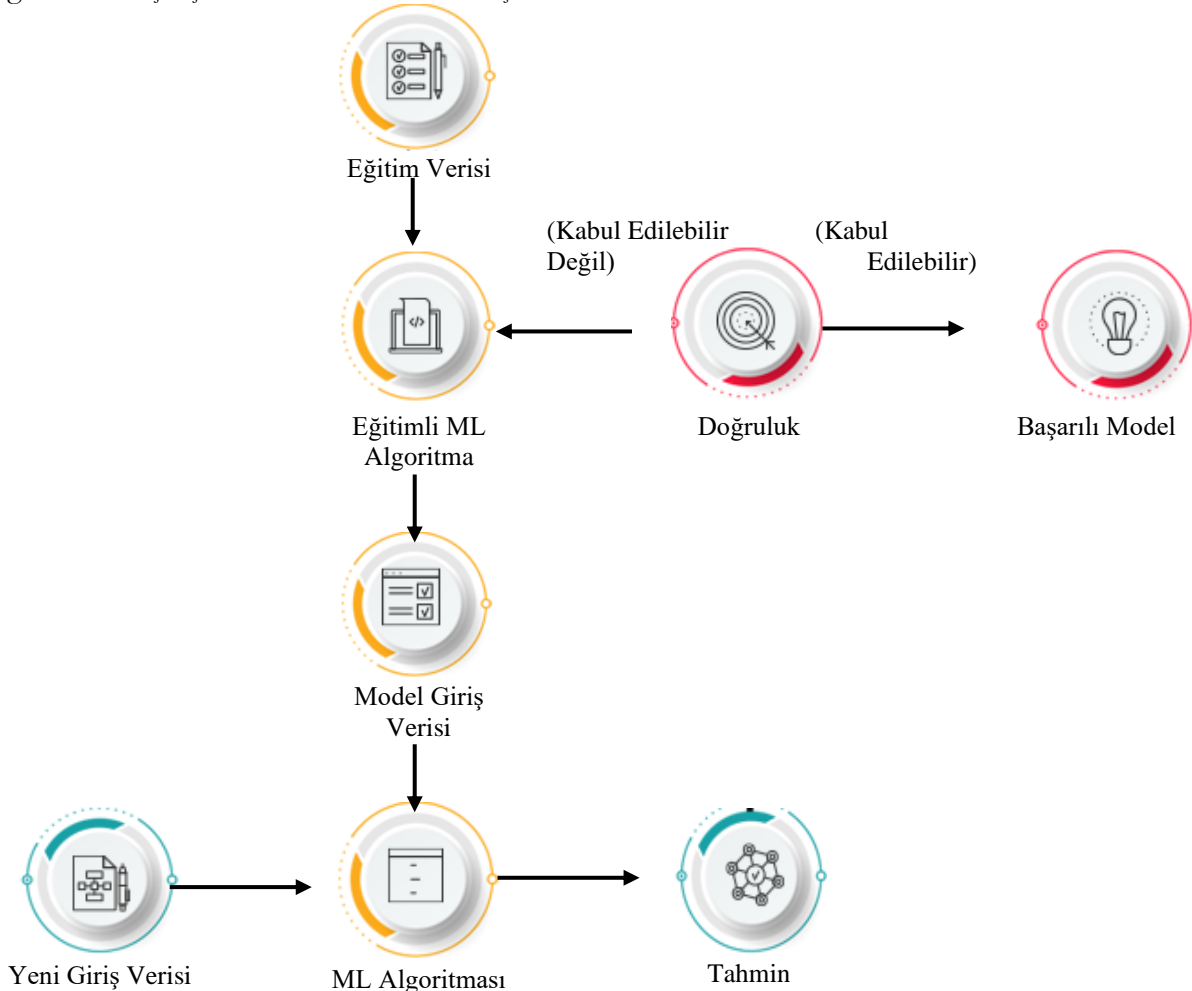 Eğitim Verisi
(Kabul Edilebilir
Değil)
(Kabul
Edilebilir)
Eğitimli ML
Algoritma
Doğruluk
Başarılı Model
Model Giriş
Verisi
Yeni Giriş Verisi
ML Algoritması
Tahmin